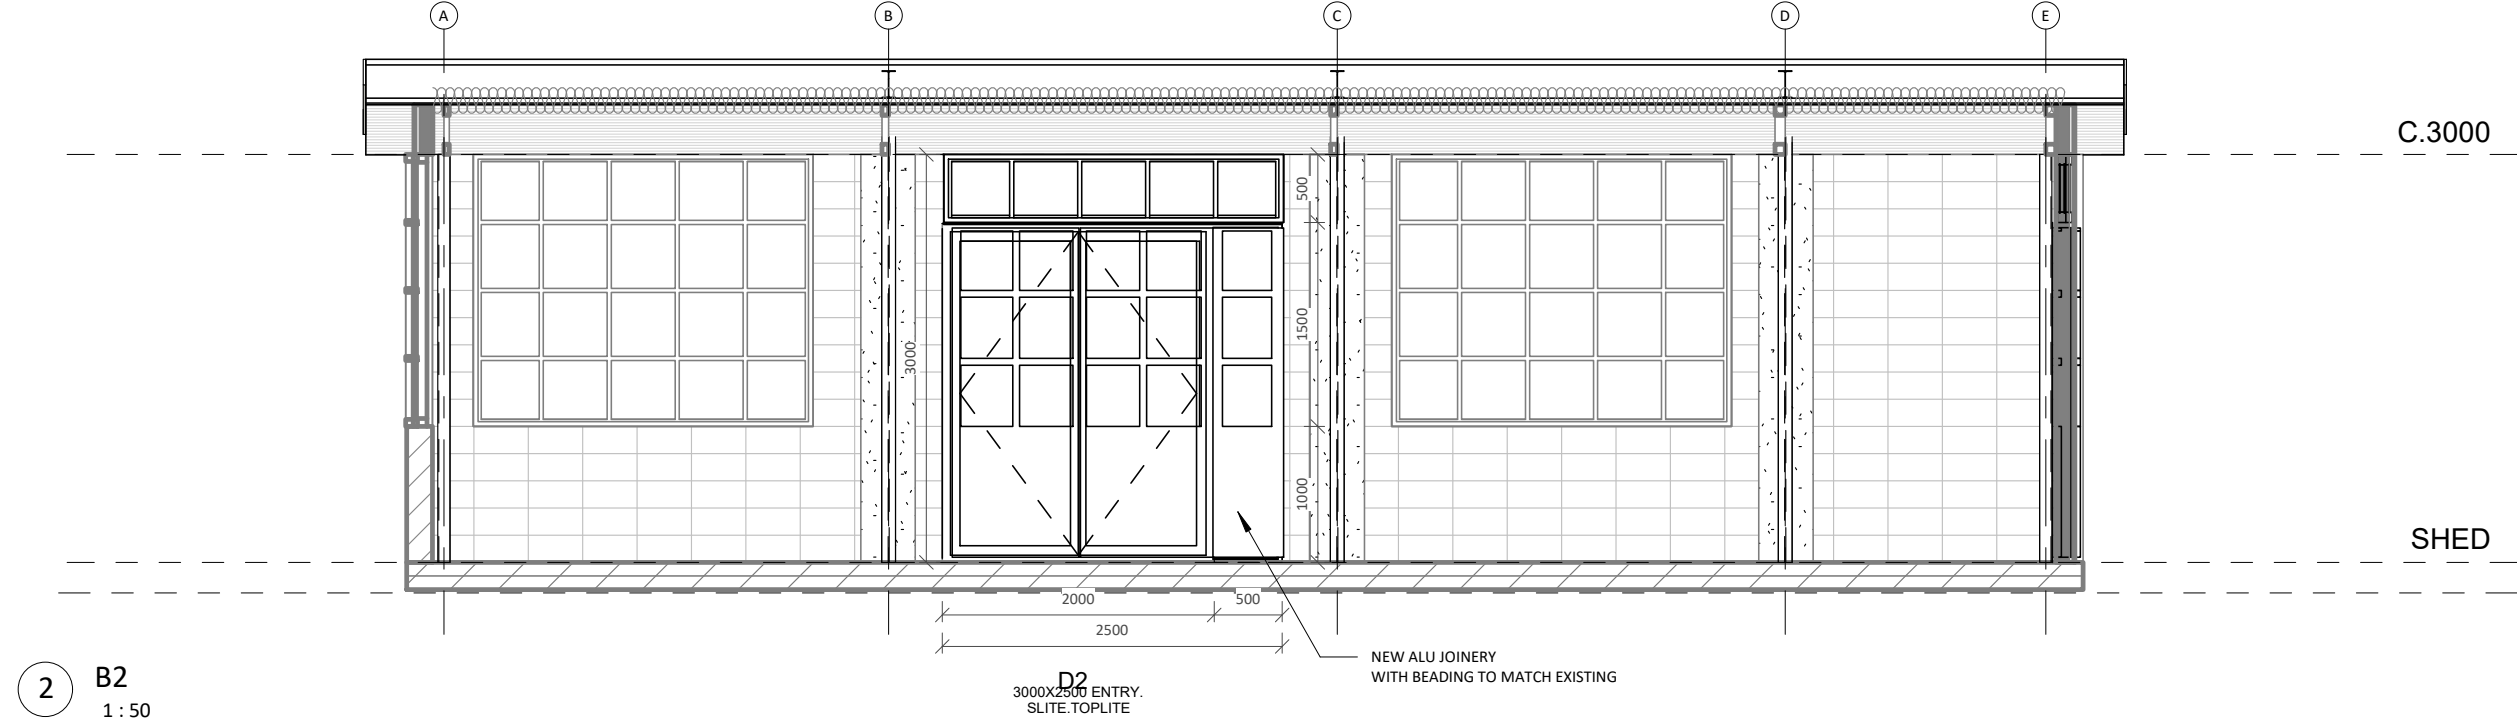 A
B
C
D
E
C.3000
500
1500
3000
1000
SHED
2000
500
2500
NEW ALU JOINERY
WITH BEADING TO MATCH EXISTING
2
B2
1 : 50
D2
3000X2500 ENTRY.
SLITE.TOPLITE